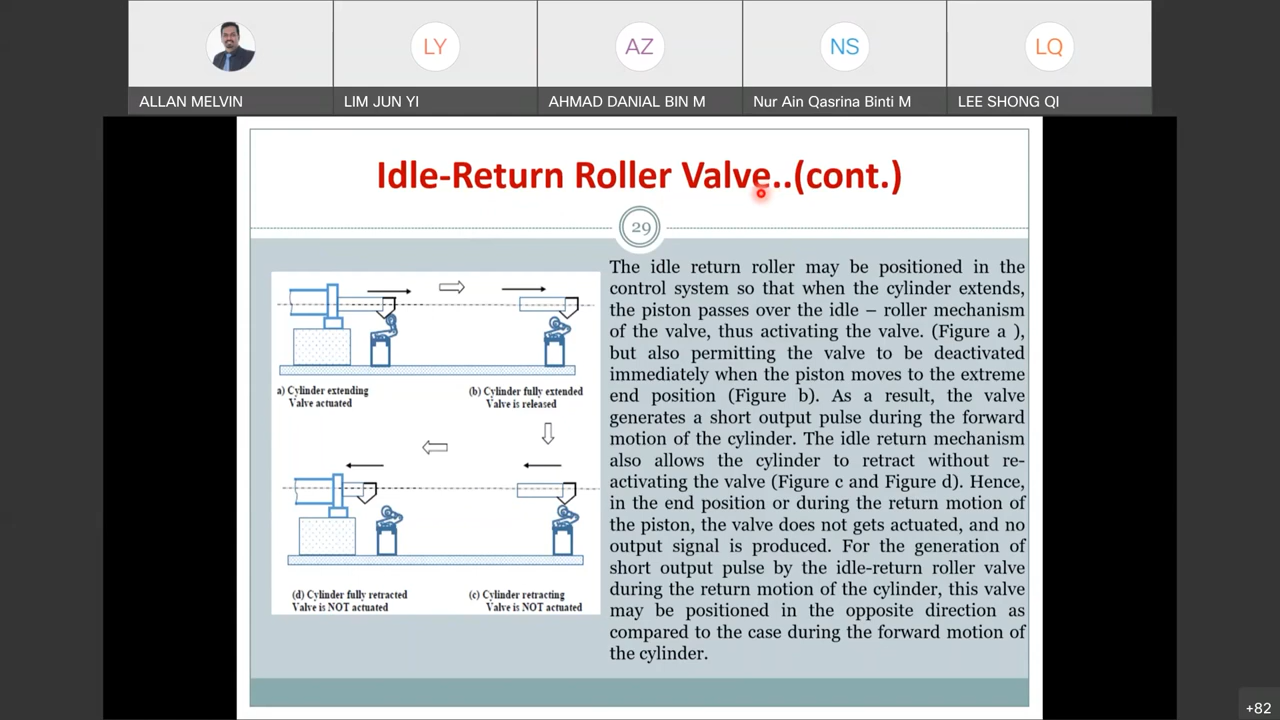 LY
AZ
NS
LQ
ALLAN MELVIN
LIM JUN YI
AHMAD DANIAL BIN M
Nur Ain Qasrina Binti M
LEE SHONG QI
Idle-Return Roller Valve..(cont.)
29
a) Cylinder extending
Valve actuated
(b) Cylinder fully extended
Valve is released
(d) Cylinder fully retracted
Valve is NOT actuated
(c) Cylinder retracting
Valve is NOT actuated
The idle return roller may be positioned in the
control system so that when the cylinder extends,
the piston passes over the idle – roller mechanism
of the valve, thus activating the valve. (Figure a ),
but also permitting the valve to be deactivated
immediately when the piston moves to the extreme
end position (Figure b). As a result, the valve
generates a short output pulse during the forward
motion of the cylinder. The idle return mechanism
also allows the cylinder to retract without re-
activating the valve (Figure c and Figure d). Hence,
in the end position or during the return motion of
the piston, the valve does not gets actuated, and no
output signal is produced. For the generation of
short output pulse by the idle-return roller valve
during the return motion of the cylinder, this valve
may be positioned in the opposite direction as
compared to the case during the forward motion of
the cylinder.
+82